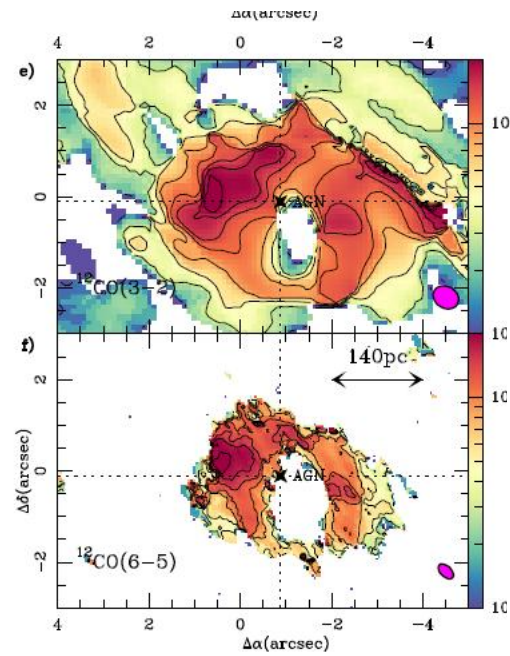 Δα(arcsec)
4 2 0 −2 −4
e)
2
0
−2
AGN
¹²CO(3−2)
10
10
f)
140pc
2
0
−2
Δδ(arcsec)
AGN
¹²CO(6−5)
10
10
10
4 2 0 −2 −4
Δα(arcsec)